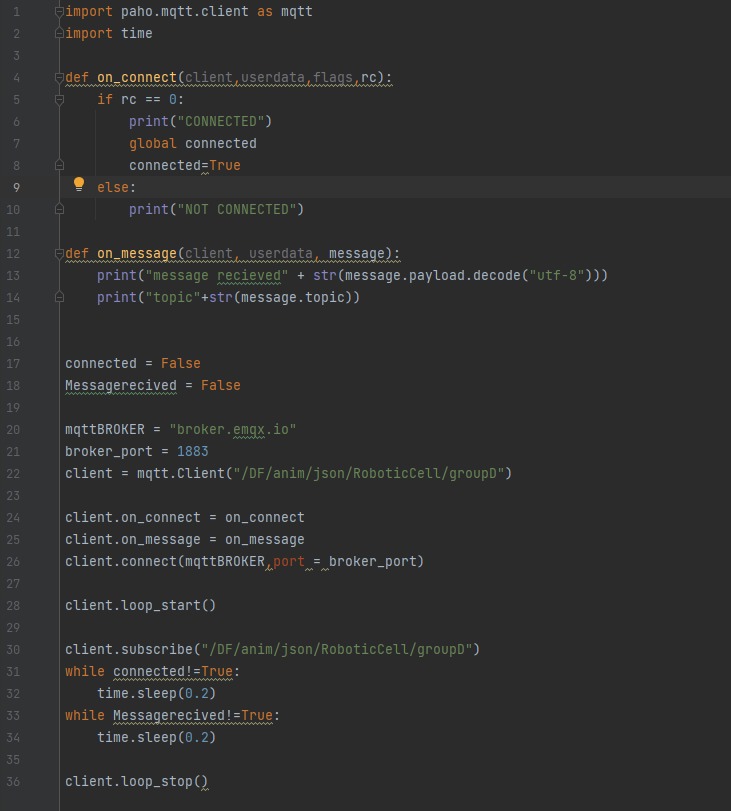 1 import paho.mqtt.client as mqtt
2 import time
3
4 def on_connect(client,userdata,flags,rc):
5     if rc == 0:
6         print("CONNECTED")
7         global connected
8         connected=True
9     else:
10         print("NOT CONNECTED")
11
12 def on_message(client, userdata, message):
13     print("message recieved" + str(message.payload.decode("utf-8")))
14     print("topic"+str(message.topic))
15
16
17 connected = False
18 Messagerecived = False
19
20 mqttBROKER = "broker.emqx.io"
21 broker_port = 1883
22 client = mqtt.Client("/DF/anim/json/RoboticCell/groupD")
23
24 client.on_connect = on_connect
25 client.on_message = on_message
26 client.connect(mqttBROKER,port = broker_port)
27
28 client.loop_start()
29
30 client.subscribe("/DF/anim/json/RoboticCell/groupD")
31 while connected!=True:
32     time.sleep(0.2)
33 while Messagerecived!=True:
34     time.sleep(0.2)
35
36 client.loop_stop()